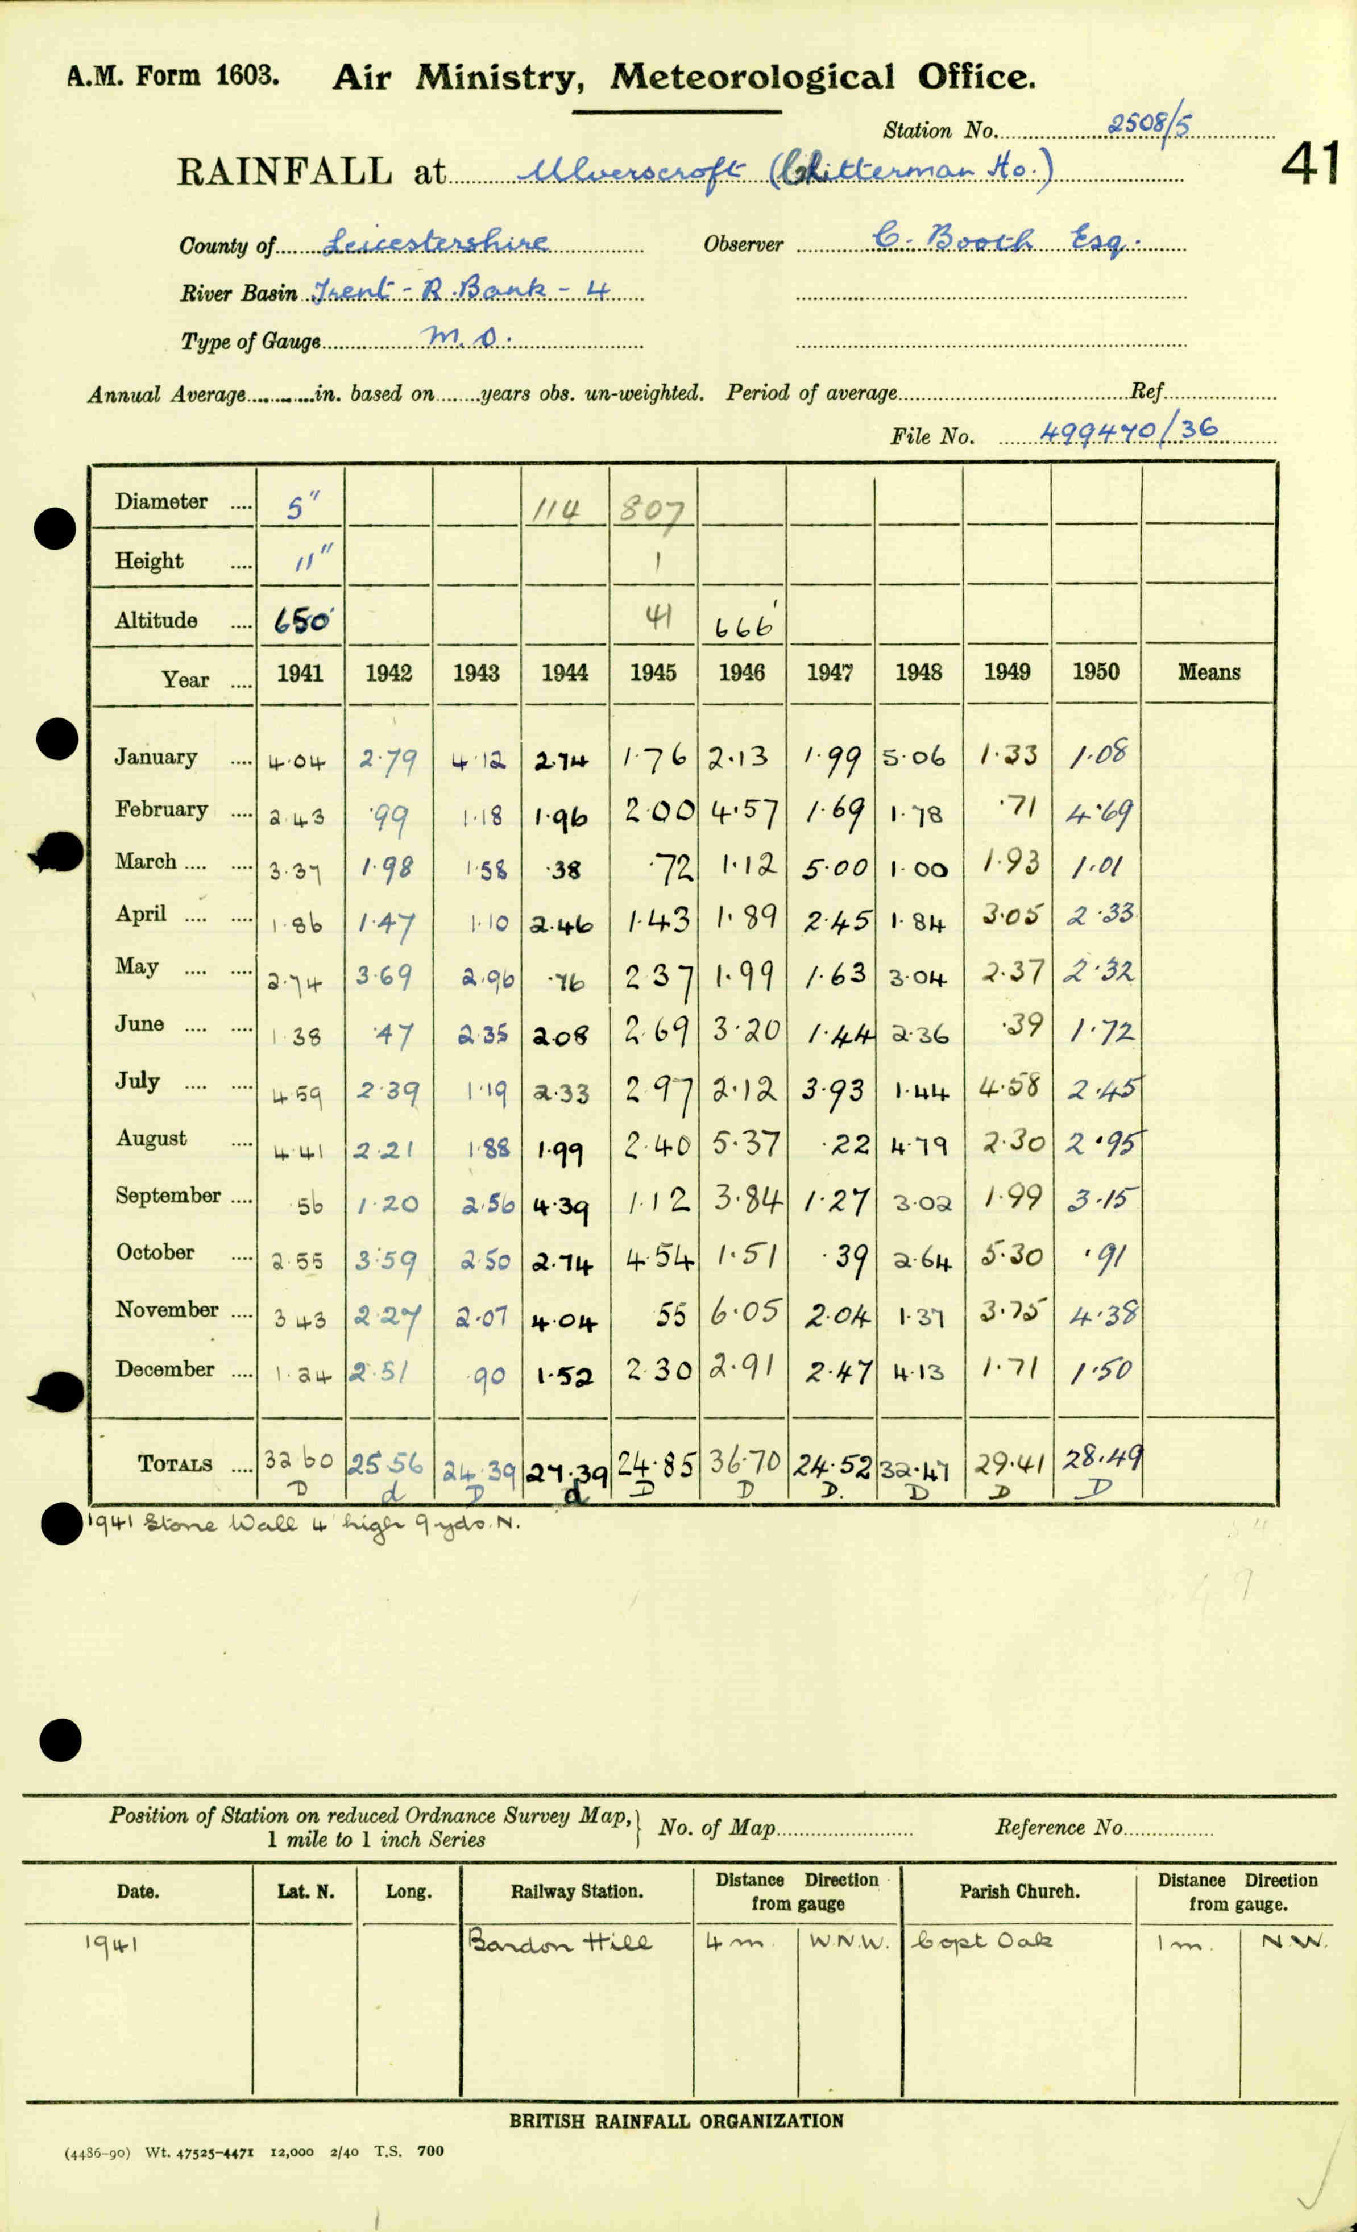 A.M. Form 1603. Air Ministry, Meteorological Office.
Station No. 2508/5
41
RAINFALL at Ulverscroft (Chitterman Ho.)
County of Leicestershire Observer C. Booth Esq.
River Basin Trent - R. Bank - 4
Type of Gauge M.O.
Annual Average in. based on years obs. un-weighted. Period of average Ref.
File No. 499470/36
Diameter .... 5" 114 807
Height .... 11" 1
Altitude .... 650' 41 666'
Year .... 1941 1942 1943 1944 1945 1946 1947 1948 1949 1950 Means
January .... 4.04 2.79 4.12 2.74 1.76 2.13 1.99 5.06 1.33 1.08
February .... 2.43 .99 1.18 1.96 2.00 4.57 1.69 1.78 .71 4.69
March .... .... 3.37 1.98 1.58 .38 .72 1.12 5.00 1.00 1.93 1.01
April .... .... 1.86 1.47 1.10 2.46 1.43 1.89 2.45 1.84 3.05 2.33
May .... .... 2.74 3.69 2.96 .76 2.37 1.99 1.63 3.04 2.37 2.32
June .... .... 1.38 .47 2.35 2.08 2.69 3.20 1.44 2.36 .39 1.72
July .... .... 4.59 2.39 1.19 2.33 2.97 2.12 3.93 1.44 4.58 2.45
August .... 4.41 2.21 1.88 1.99 2.40 5.37 .22 4.79 2.30 2.95
September .... .56 1.20 2.56 4.39 1.12 3.84 1.27 3.02 1.99 3.15
October .... 2.55 3.59 2.50 2.74 4.54 1.51 .39 2.64 5.30 .91
November .... 3.43 2.27 2.07 4.04 .55 6.05 2.04 1.37 3.75 4.38
December .... 1.24 2.51 .90 1.52 2.30 2.91 2.47 4.13 1.71 1.50
TOTALS .... 32.60 25.56 24.39 27.39 24.85 36.70 24.52 32.47 29.41 28.49
D d D d D D D. D D D
1941 Stone Wall 4' high 9 yds. N.
Position of Station on reduced Ordnance Survey Map, 1 mile to 1 inch Series } No. of Map Reference No.
Date. Lat. N. Long. Railway Station. Distance Direction from gauge Parish Church. Distance Direction from gauge.
1941 Bardon Hill 4 m. W.N.W. Copt Oak 1 m. N.W.
BRITISH RAINFALL ORGANIZATION
(4486-90) Wt. 47525-4471 12,000 2/40 T.S. 700